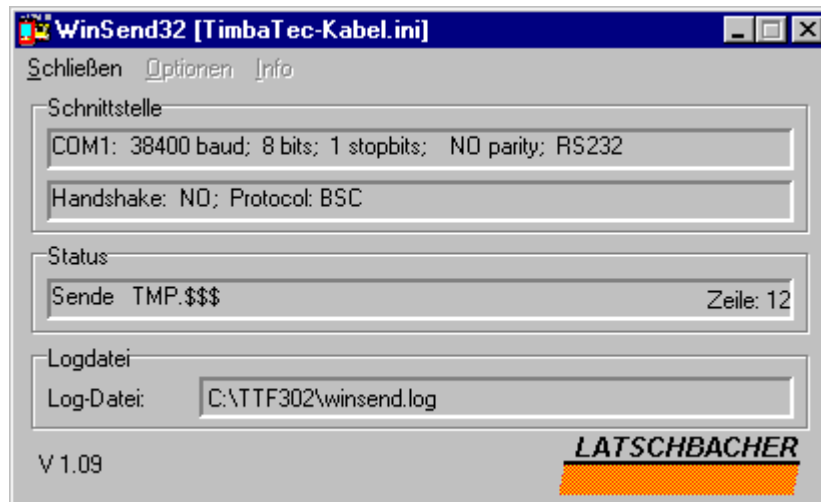 WinSend32 [TimbaTec-Kabel.ini]
Schließen Optionen Info
Schnittstelle
COM1: 38400 baud; 8 bits; 1 stopbits; NO parity; RS232
Handshake: NO; Protocol: BSC
Status
Sende TMP.$$$ Zeile: 12
Logdatei
Log-Datei: C:\TTF302\winsend.log
V 1.09 LATSCHBACHER